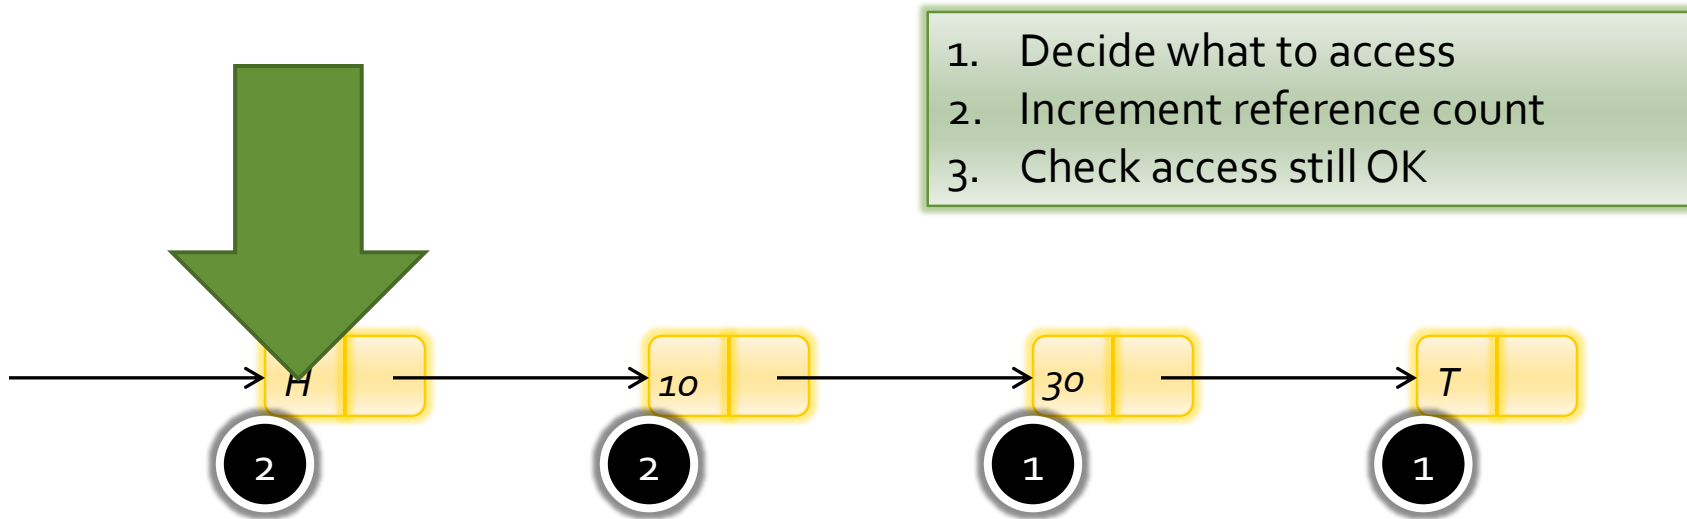 1. Decide what to access
2. Increment reference count
3. Check access still OK
H 10 30 T
2 2 1 1